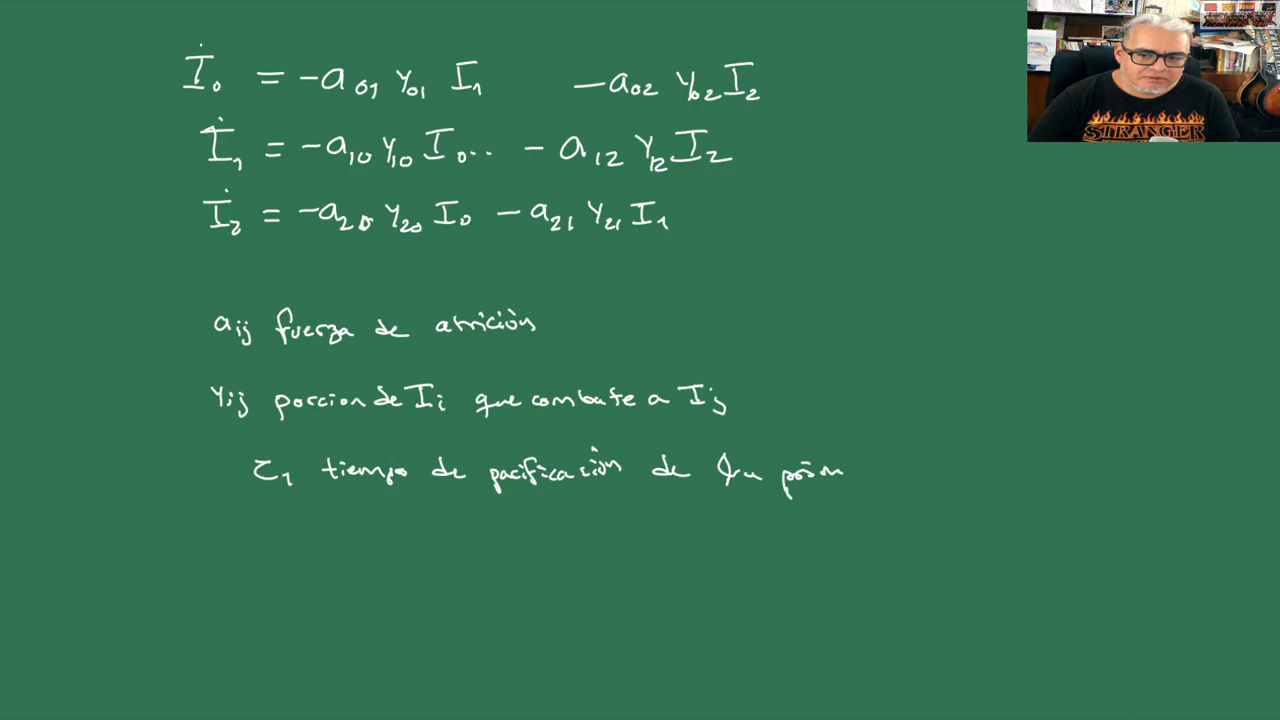 İ₀ = -a₀₁ γ₀₁ I₁ -a₀₂ γ₀₂ I₂
İ₁ = -a₁₀ γ₁₀ I₀.. - a₁₂ γ₁₂ I₂
İ₂ = -a₂₀ γ₂₀ I₀ - a₂₁ γ₂₁ I₁
aij fuerza de atrición
γij porcion de Ii que combate a Ij
τ₁ tiempo de pacificación de
STRANGER